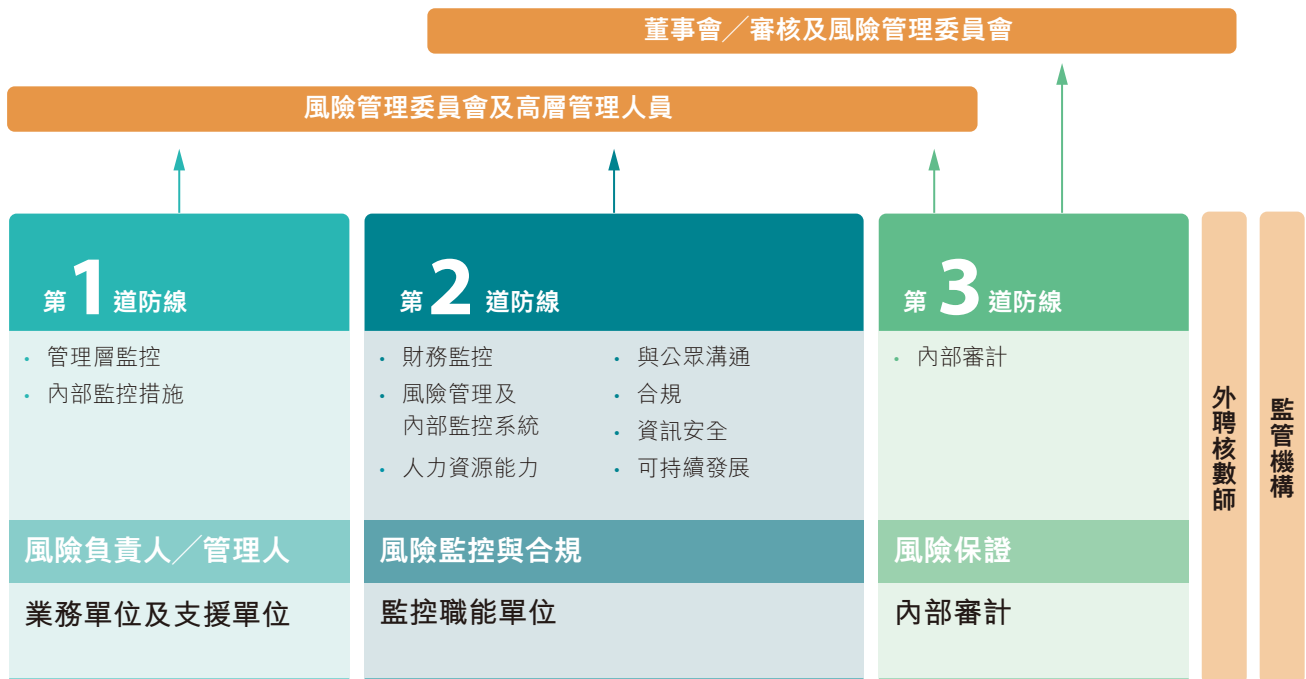 董事會╱審核及風險管理委員會
風險管理委員會及高層管理人員
第1道防線
• 管理層監控
• 內部監控措施
風險負責人╱管理人
業務單位及支援單位
第2道防線
• 財務監控
• 風險管理及
內部監控系統
• 人力資源能力
• 與公眾溝通
• 合規
• 資訊安全
• 可持續發展
風險監控與合規
監控職能單位
第3道防線
• 內部審計
風險保證
內部審計
外聘核數師
監管機構